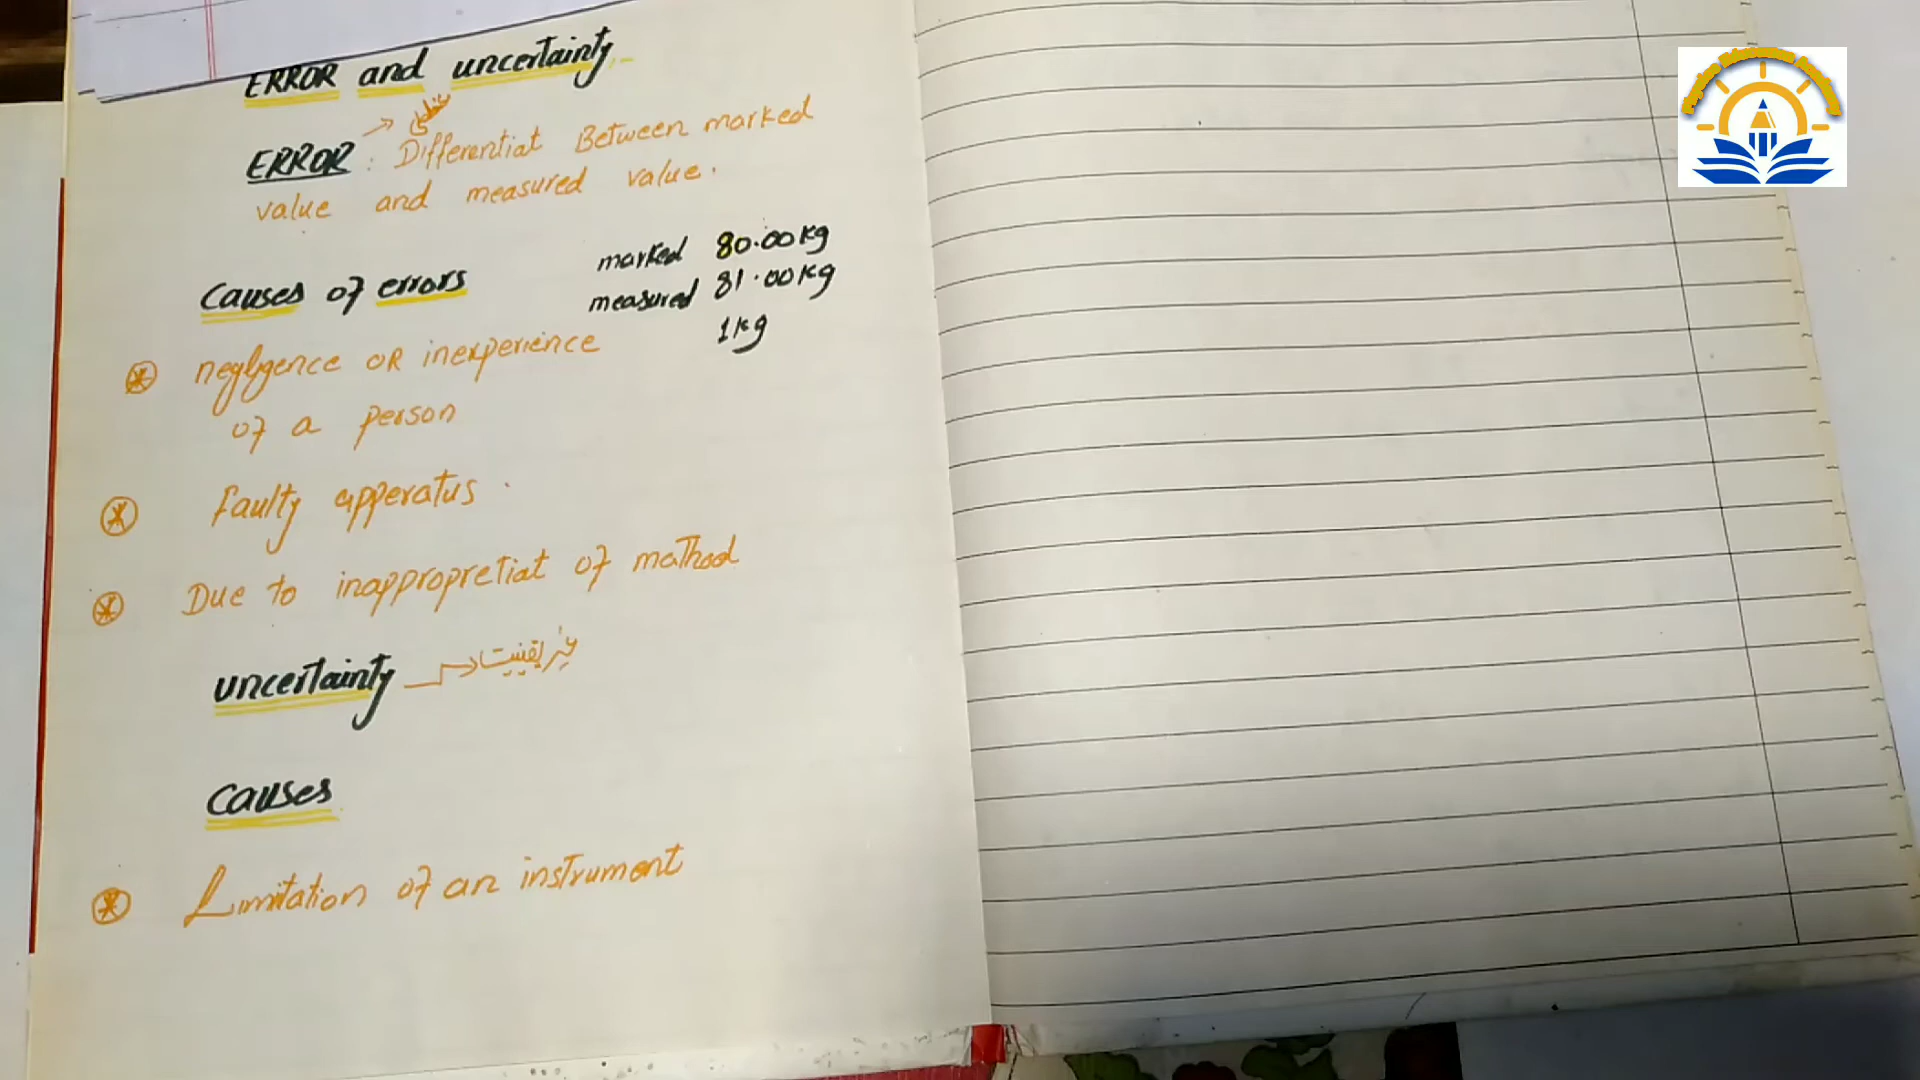 ERROR and uncertainty
غلطی
ERROR : Differentiat Between marked
value and measured value.
marked 80.00kg
Causes of errors
measured 81.00kg
1kg
neglgence OR inexperience
of a person
faulty apperatus.
Due to inappropretiat of mathod
uncertainty غیر یقینیت
Causes
Limitation of an instrument